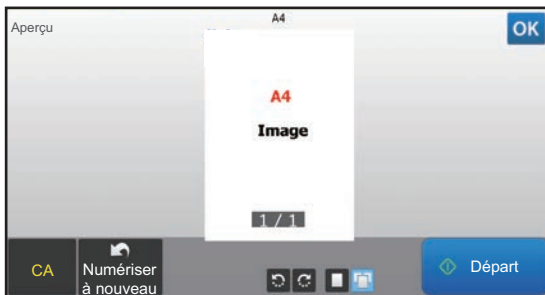 A4
Aperçu
OK
A4
Image
1 / 1
CA
Numériser
à nouveau
Départ